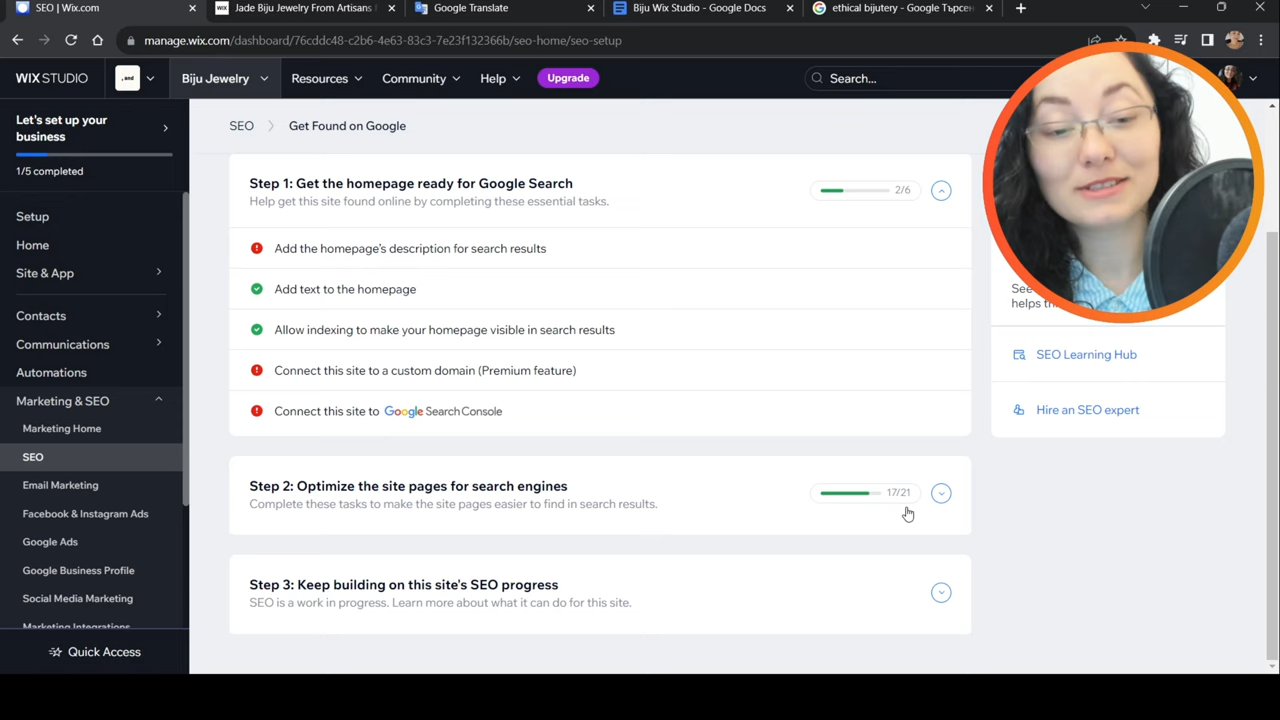 SEO | Wix.com
Jade Biju Jewelry From Artisans
Google Translate
Biju Wix Studio - Google Docs
ethical bijutery - Google Търсен
manage.wix.com/dashboard/76cddc48-c2b6-4e63-83c3-7e23f132366b/seo-home/seo-setup
WIX STUDIO
.and
Biju Jewelry
Resources
Community
Help
Upgrade
Search...
Let's set up your
business
1/5 completed
Setup
Home
Site & App
Contacts
Communications
Automations
Marketing & SEO
Marketing Home
SEO
Email Marketing
Facebook & Instagram Ads
Google Ads
Google Business Profile
Social Media Marketing
Marketing Integrations
Quick Access
SEO > Get Found on Google
Step 1: Get the homepage ready for Google Search
Help get this site found online by completing these essential tasks.
2/6
Add the homepage's description for search results
Add text to the homepage
Allow indexing to make your homepage visible in search results
Connect this site to a custom domain (Premium feature)
Connect this site to Google Search Console
Step 2: Optimize the site pages for search engines
Complete these tasks to make the site pages easier to find in search results.
17/21
Step 3: Keep building on this site's SEO progress
SEO is a work in progress. Learn more about what it can do for this site.
See
helps
SEO Learning Hub
Hire an SEO expert